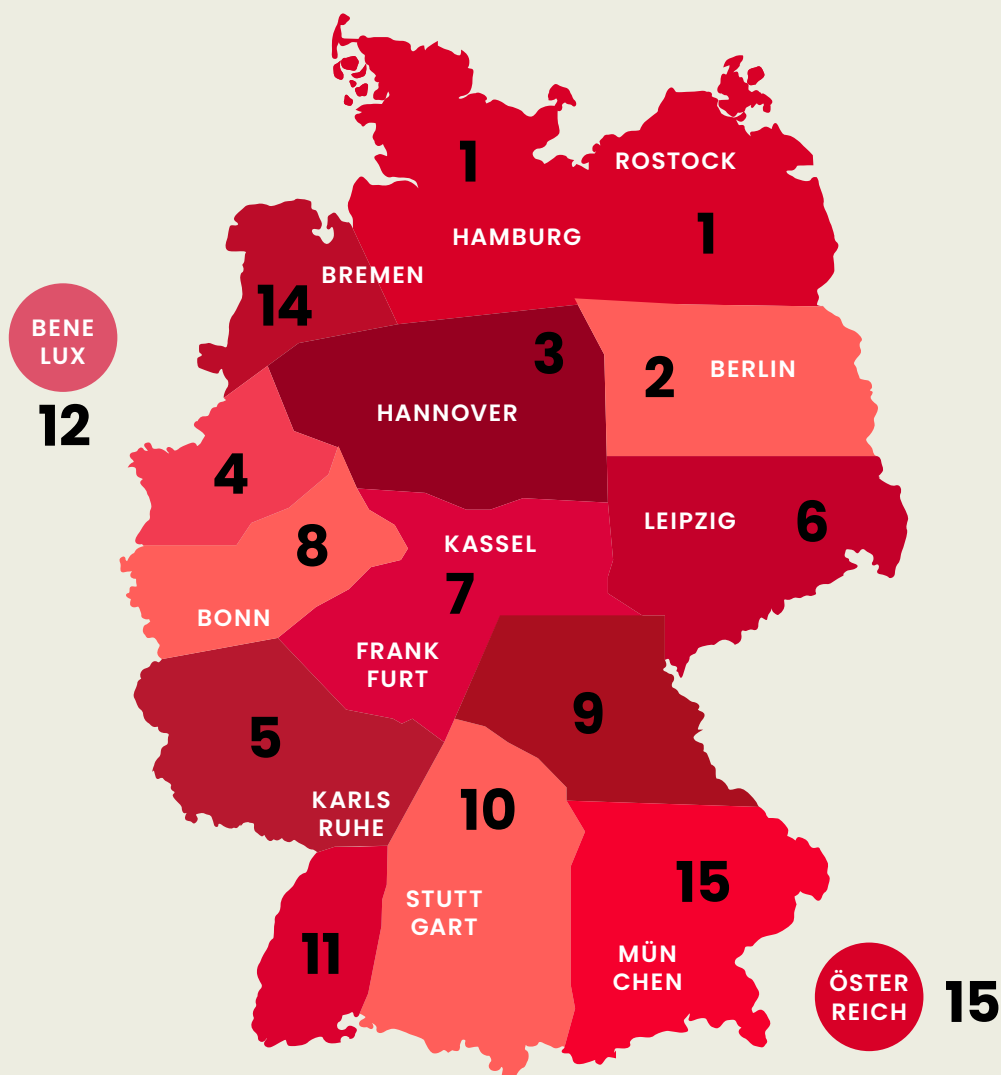 1
ROSTOCK
1
HAMBURG
BREMEN
14
BENE
LUX
12
3
2
BERLIN
HANNOVER
4
8
LEIPZIG
6
KASSEL
7
BONN
FRANK
FURT
9
5
KARLS
RUHE
10
15
STUTT
GART
11
MÜN
CHEN
ÖSTER
REICH
15